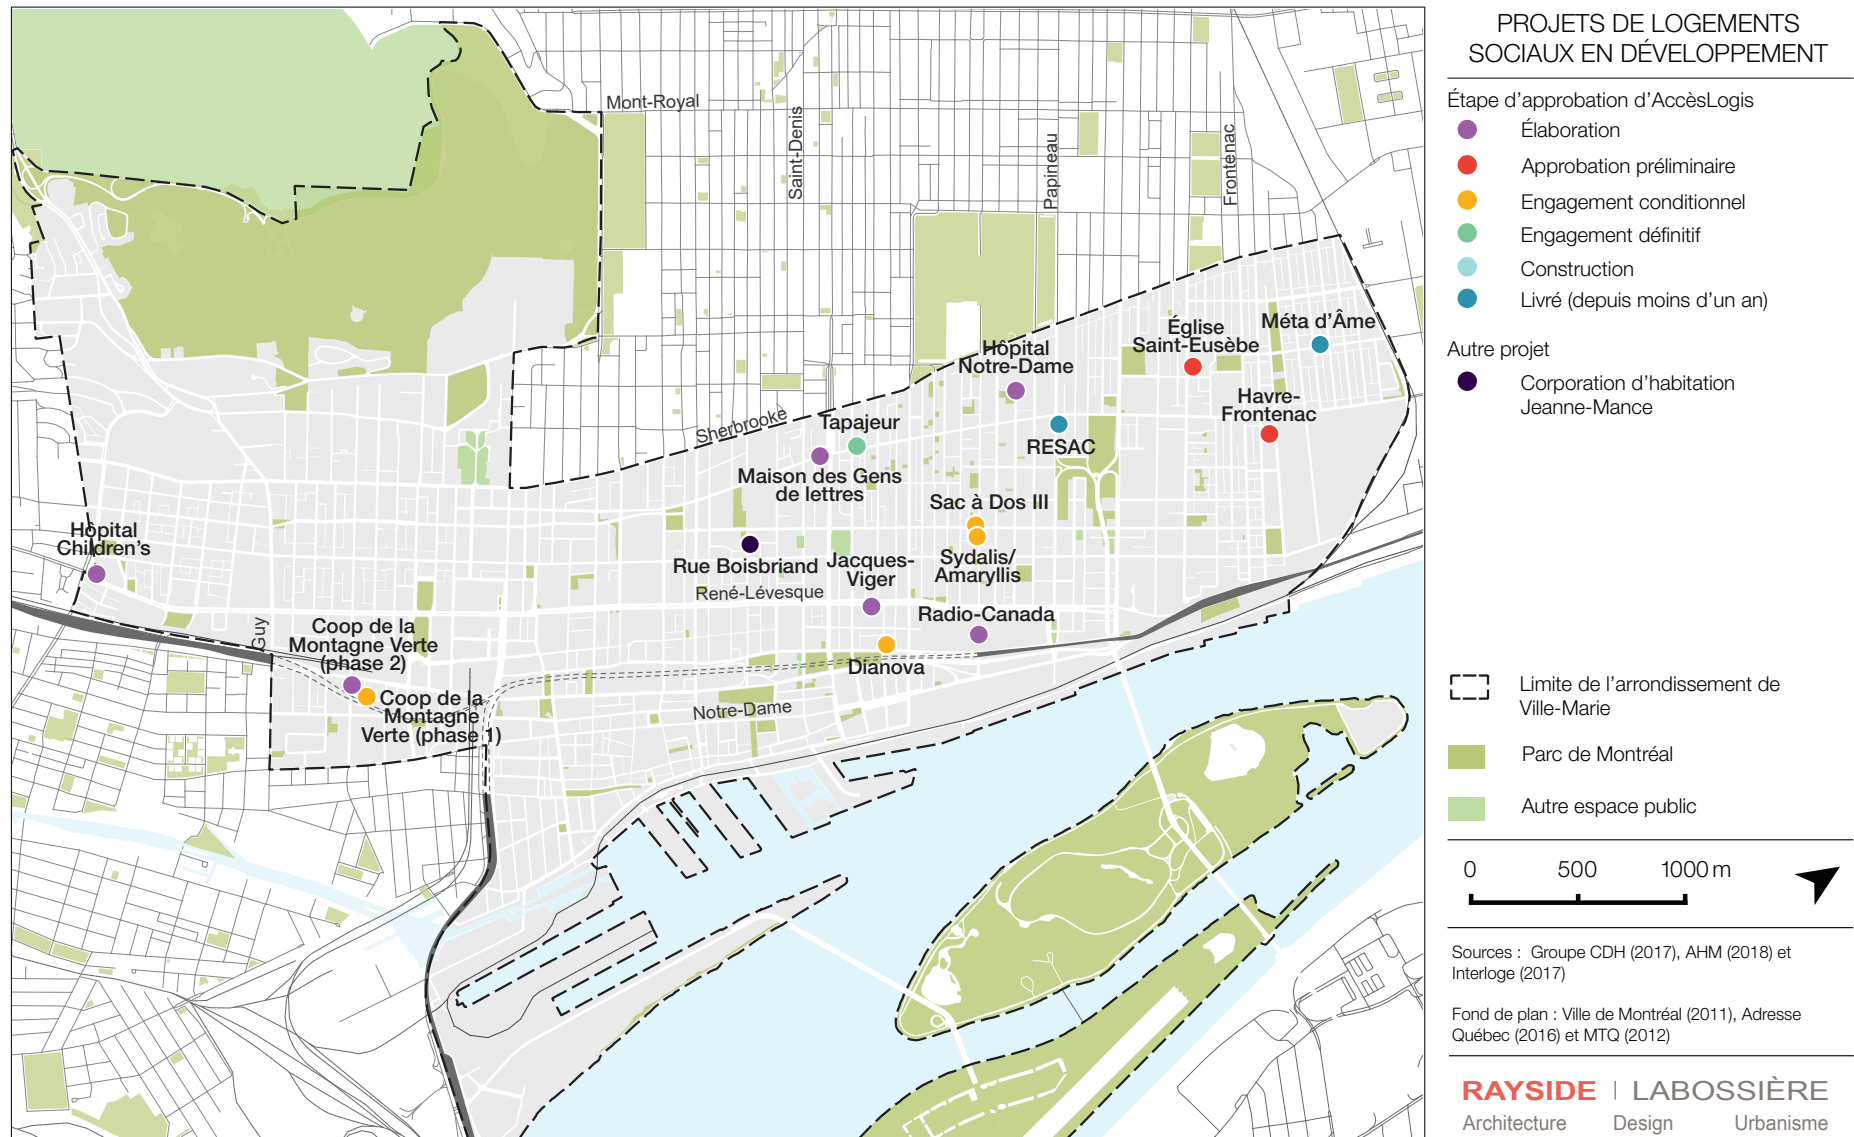 PROJETS DE LOGEMENTS
SOCIAUX EN DÉVELOPPEMENT
Étape d'approbation d'AccèsLogis
Élaboration
Approbation préliminaire
Engagement conditionnel
Engagement définitif
Construction
Livré (depuis moins d'un an)
Autre projet
Corporation d'habitation
Jeanne-Mance
Limite de l'arrondissement de
Ville-Marie
Parc de Montréal
Autre espace public
0 500 1000 m
Sources : Groupe CDH (2017), AHM (2018) et
Interloge (2017)
Fond de plan : Ville de Montréal (2011), Adresse
Québec (2016) et MTQ (2012)
RAYSIDE | LABOSSIÈRE
Architecture Design Urbanisme
Mont-Royal
Saint-Denis
Papineau
Frontenac
Sherbrooke
Guy
René-Lévesque
Notre-Dame
Méta d'Âme
Église
Saint-Eusèbe
Hôpital
Notre-Dame
Havre-
Frontenac
Tapajeur
RESAC
Maison des Gens
de lettres
Sac à Dos III
Hôpital
Children's
Rue Boisbriand
Jacques-
Viger
Sydalis/
Amaryllis
Radio-Canada
Dianova
Coop de la
Montagne Verte
(phase 2)
Coop de la
Montagne
Verte (phase 1)